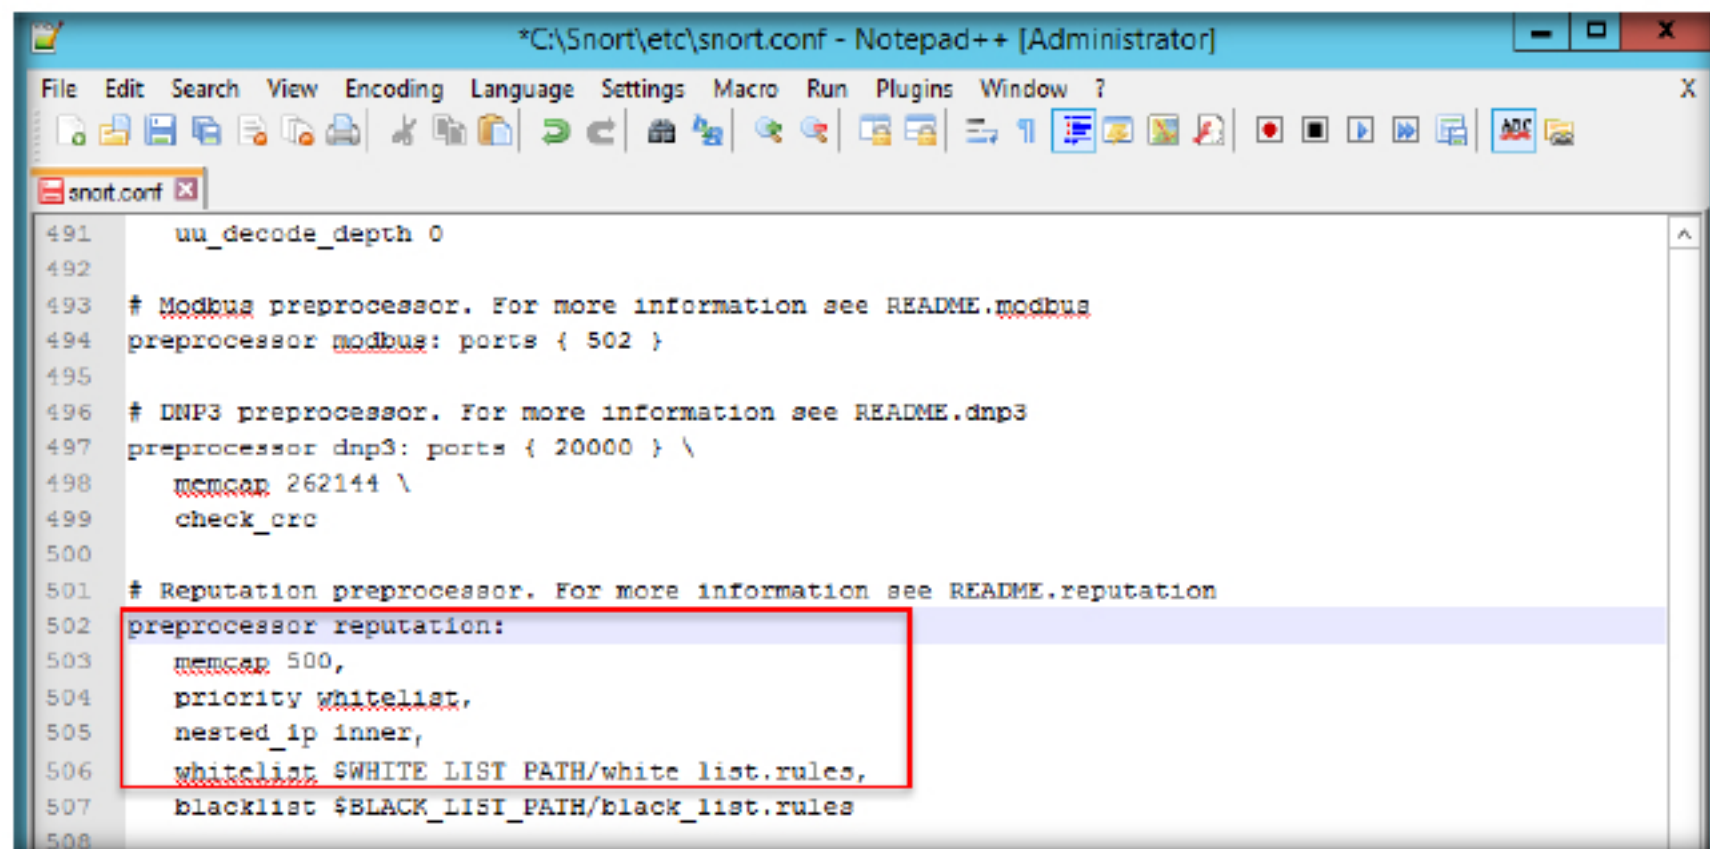 *C:\Snort\etc\snort.conf - Notepad++ [Administrator]
File Edit Search View Encoding Language Settings Macro Run Plugins Window ? X
snort.conf
491 uu_decode_depth 0
492
493 # Modbus preprocessor. For more information see README.modbus
494 preprocessor modbus: ports { 502 }
495
496 # DNP3 preprocessor. For more information see README.dnp3
497 preprocessor dnp3: ports { 20000 } \
498 memcap 262144 \
499 check_crc
500
501 # Reputation preprocessor. For more information see README.reputation
502 preprocessor reputation:
503 memcap 500,
504 priority whitelist,
505 nested_ip inner,
506 whitelist $WHITE_LIST_PATH/white_list.rules,
507 blacklist $BLACK_LIST_PATH/black_list.rules
508